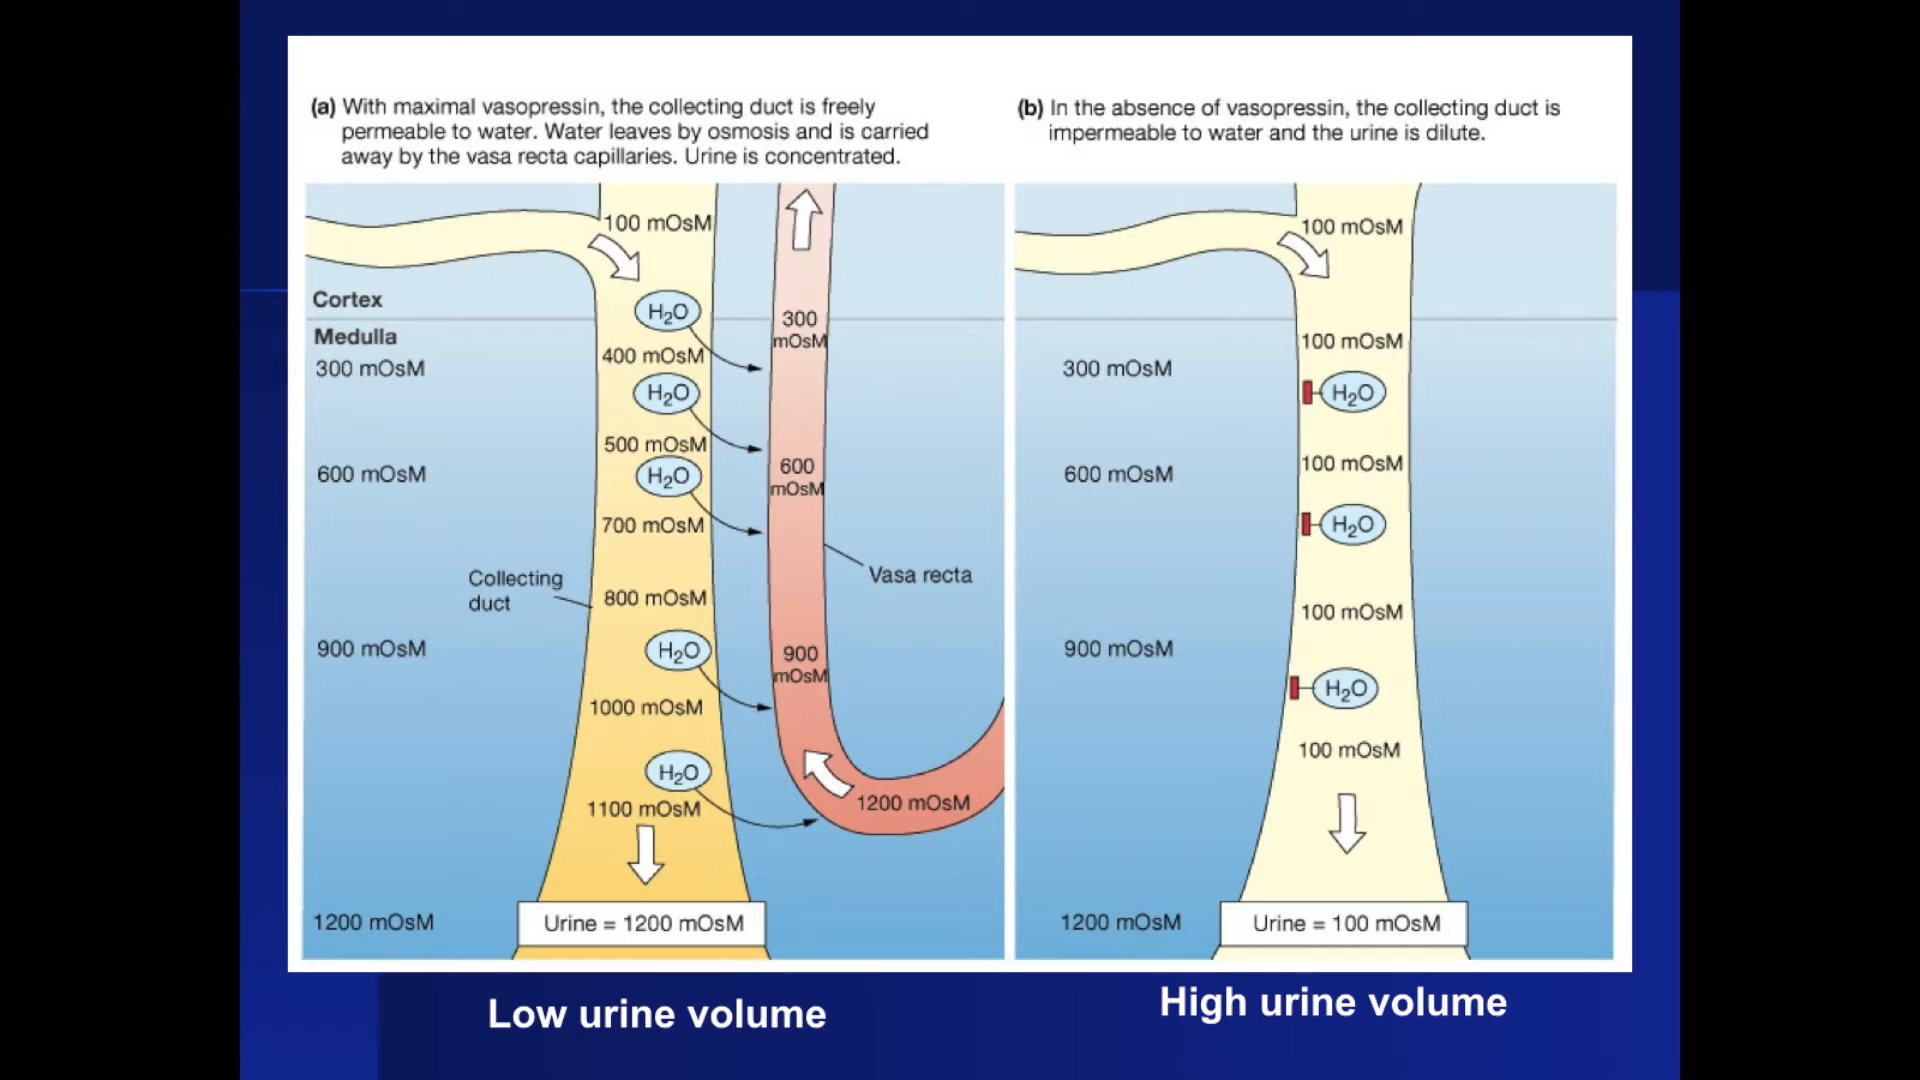 (a) With maximal vasopressin, the collecting duct is freely
permeable to water. Water leaves by osmosis and is carried
away by the vasa recta capillaries. Urine is concentrated.
100 mOsM
Cortex
Medulla
H₂O
300
mOsM
400 mOsM
300 mOsM
H₂O
500 mOsM
600
mOsM
600 mOsM
H₂O
700 mOsM
Vasa recta
Collecting
duct
800 mOsM
900 mOsM
H₂O
900
mOsM
1000 mOsM
H₂O
1100 mOsM
1200 mOsM
1200 mOsM
Urine = 1200 mOsM
Low urine volume
(b) In the absence of vasopressin, the collecting duct is
impermeable to water and the urine is dilute.
100 mOsM
100 mOsM
300 mOsM
H₂O
100 mOsM
600 mOsM
H₂O
100 mOsM
900 mOsM
H₂O
100 mOsM
1200 mOsM
Urine = 100 mOsM
High urine volume